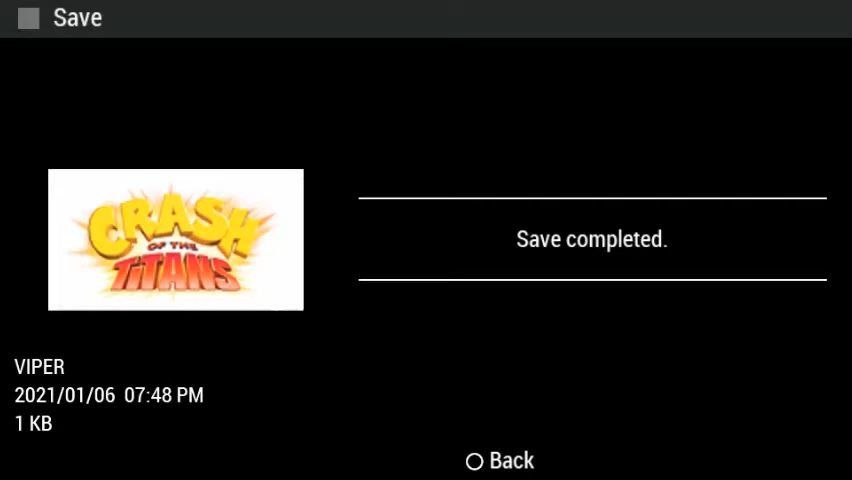 Save
CRASH
OF THE
TITANS
Save completed.
VIPER
2021/01/06 07:48 PM
1 KB
Back